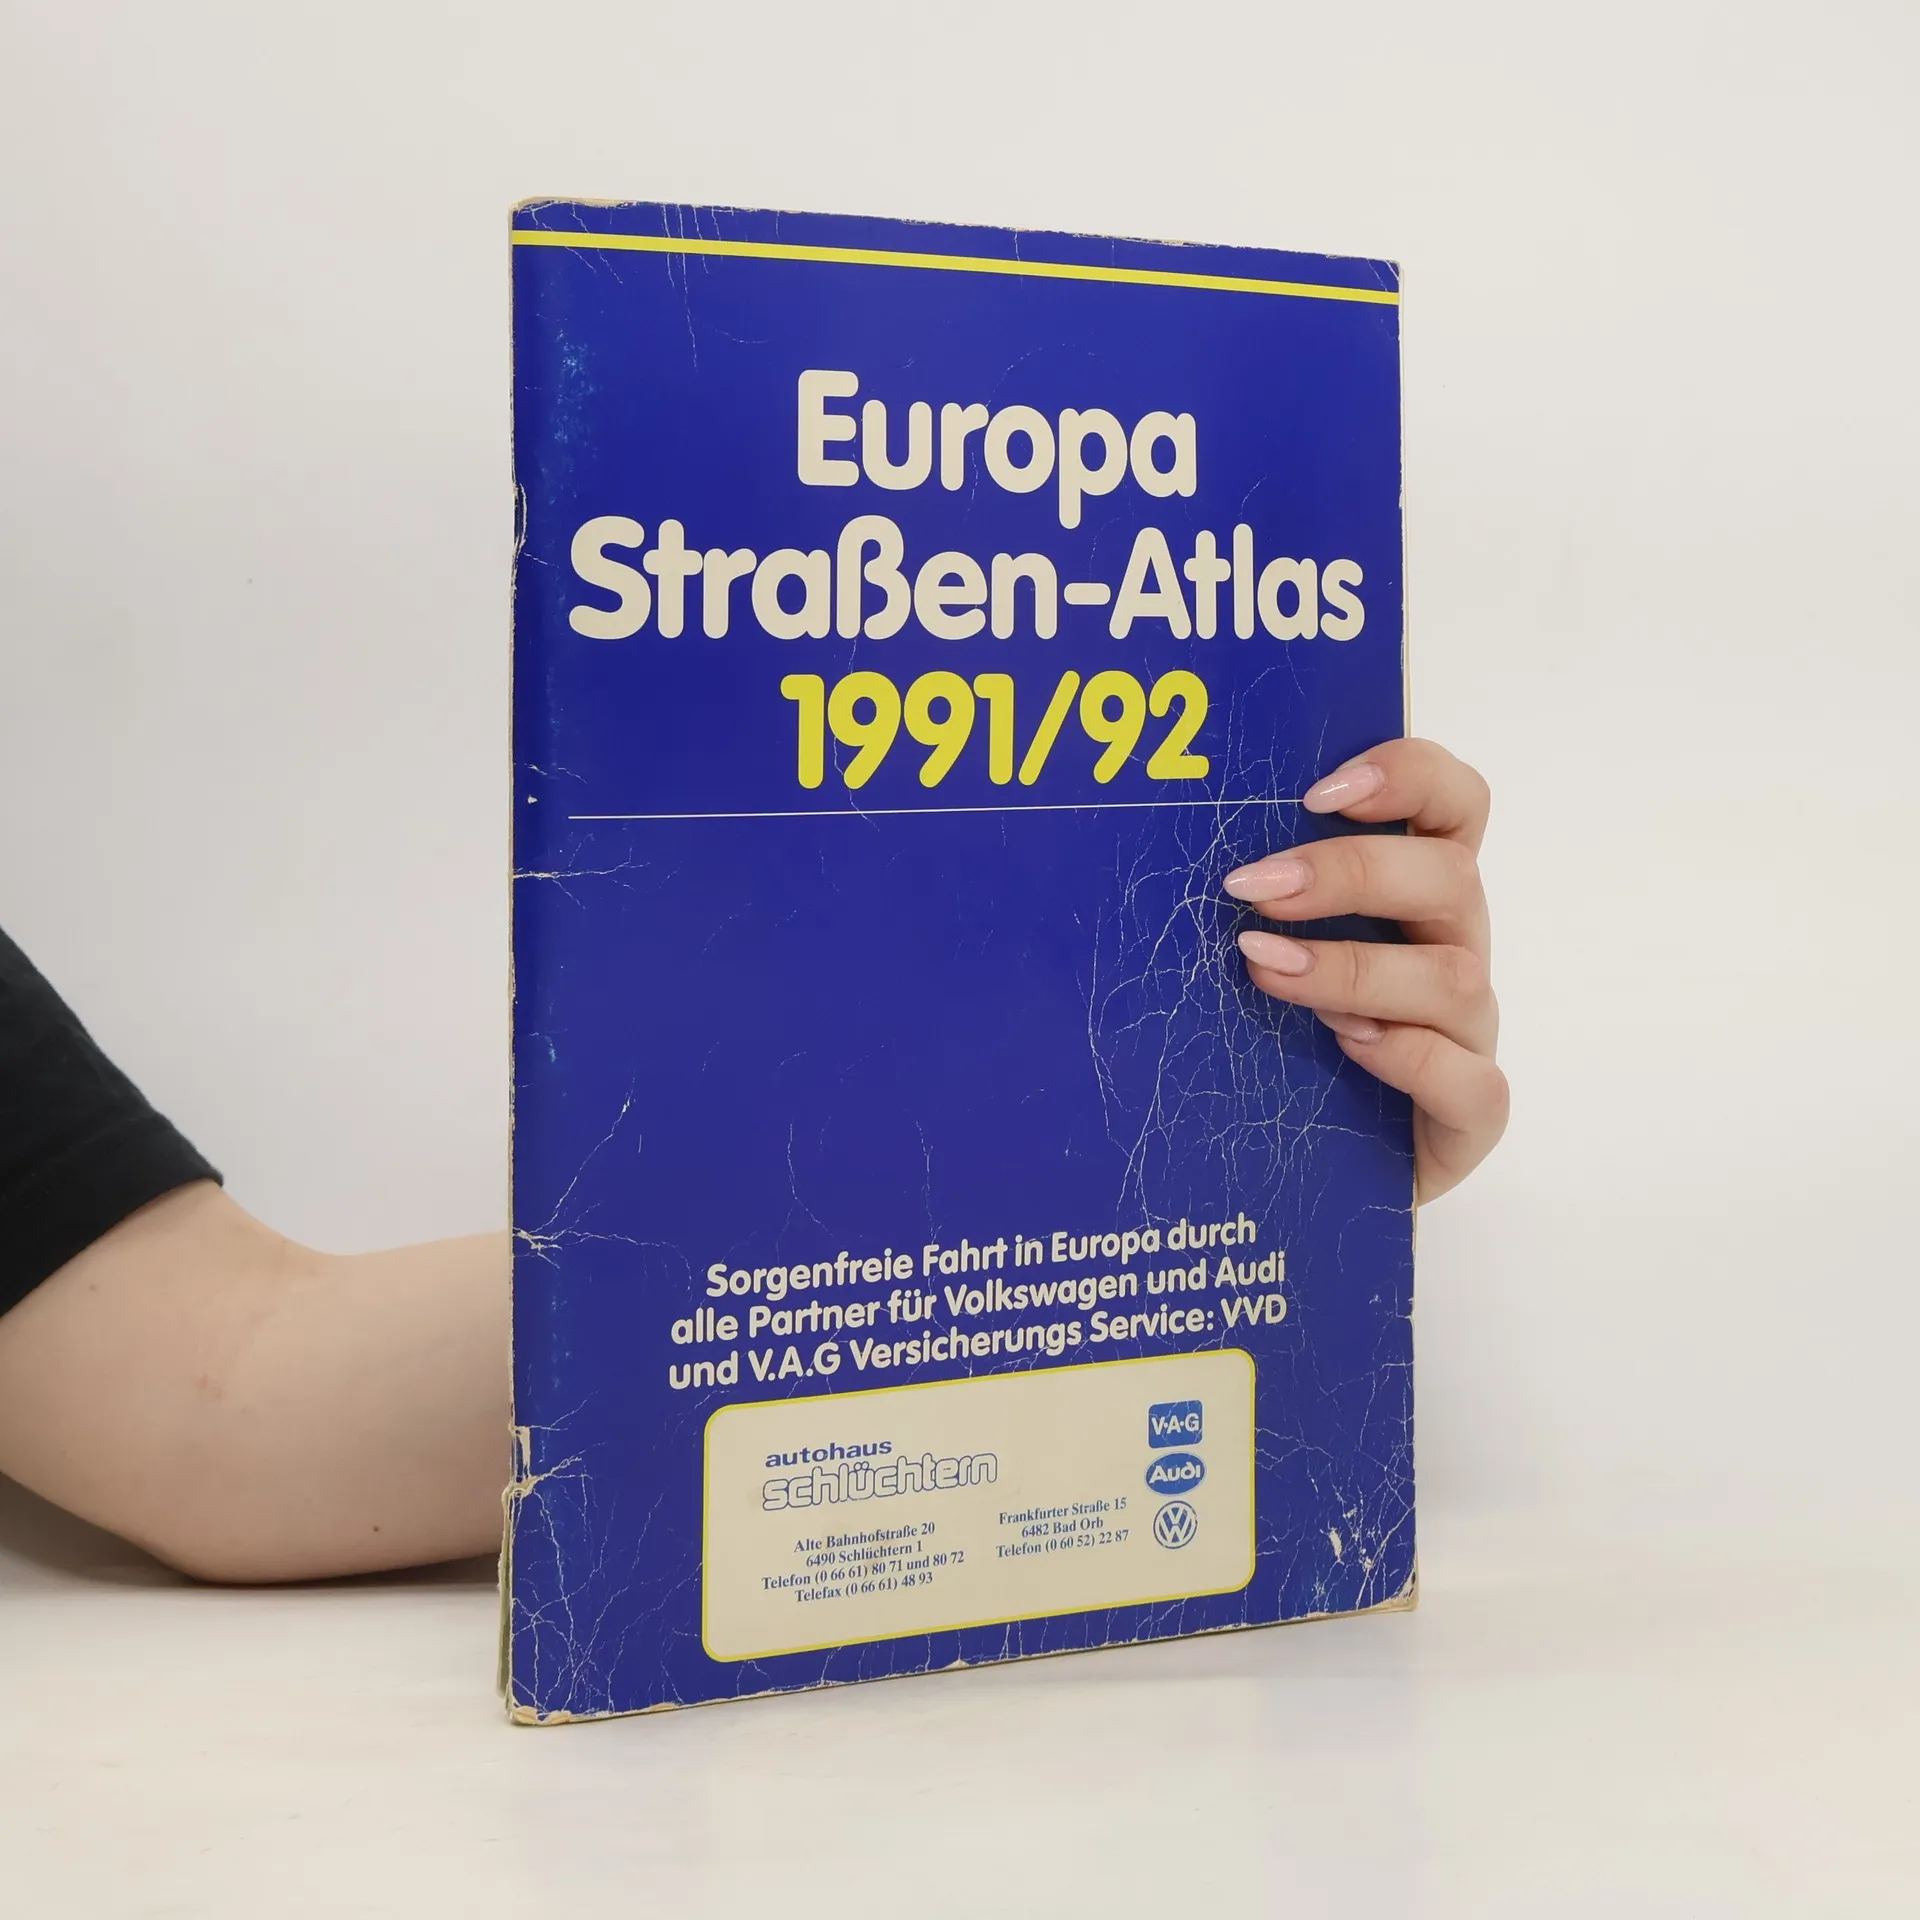 Europa
Straßen-Atlas
1991/92
Sorgenfreie Fahrt in Europa durch
alle Partner für Volkswagen und Audi
und V.A.G Versicherungs Service: VVD
autohaus
schlüchtern
Alte Bahnhofstraße 20
6490 Schlüchtern 1
Telefon (0 66 61) 80 71 und 80 72
Telefax (0 66 61) 48 93
Frankfurter Straße 15
6482 Bad Orb
Telefon (0 60 52) 22 87
V·A·G
Audi
VW